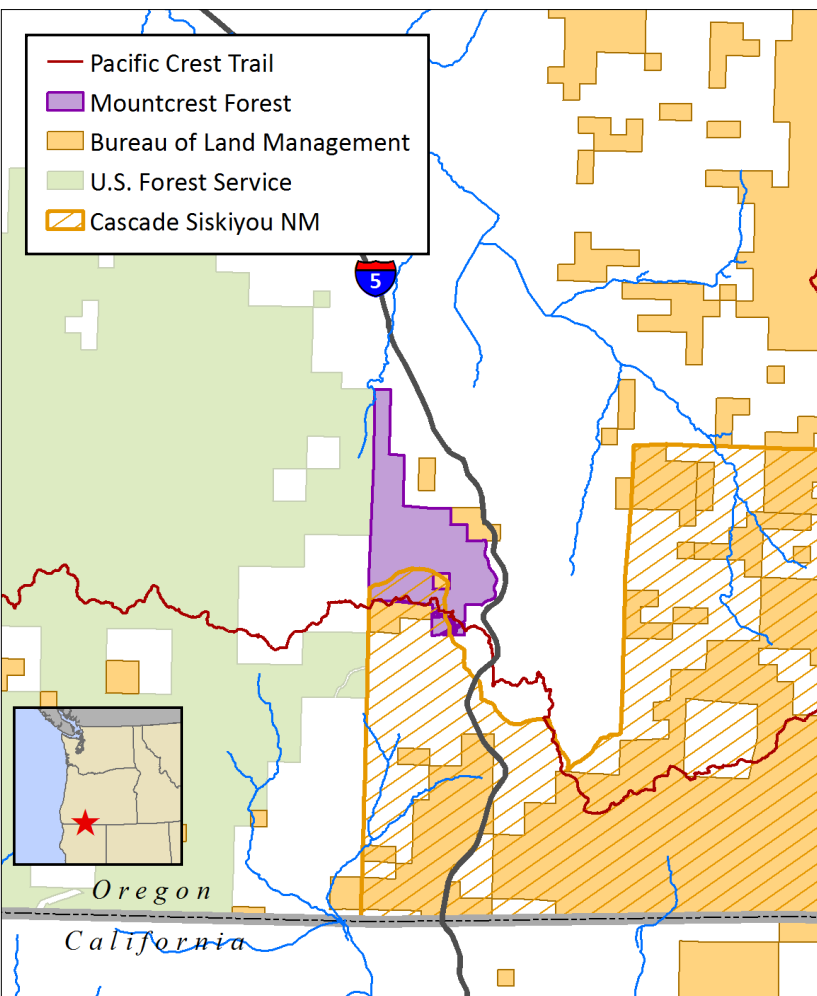 Pacific Crest Trail
Mountcrest Forest
Bureau of Land Management
U.S. Forest Service
Cascade Siskiyou NM
5
Oregon
California